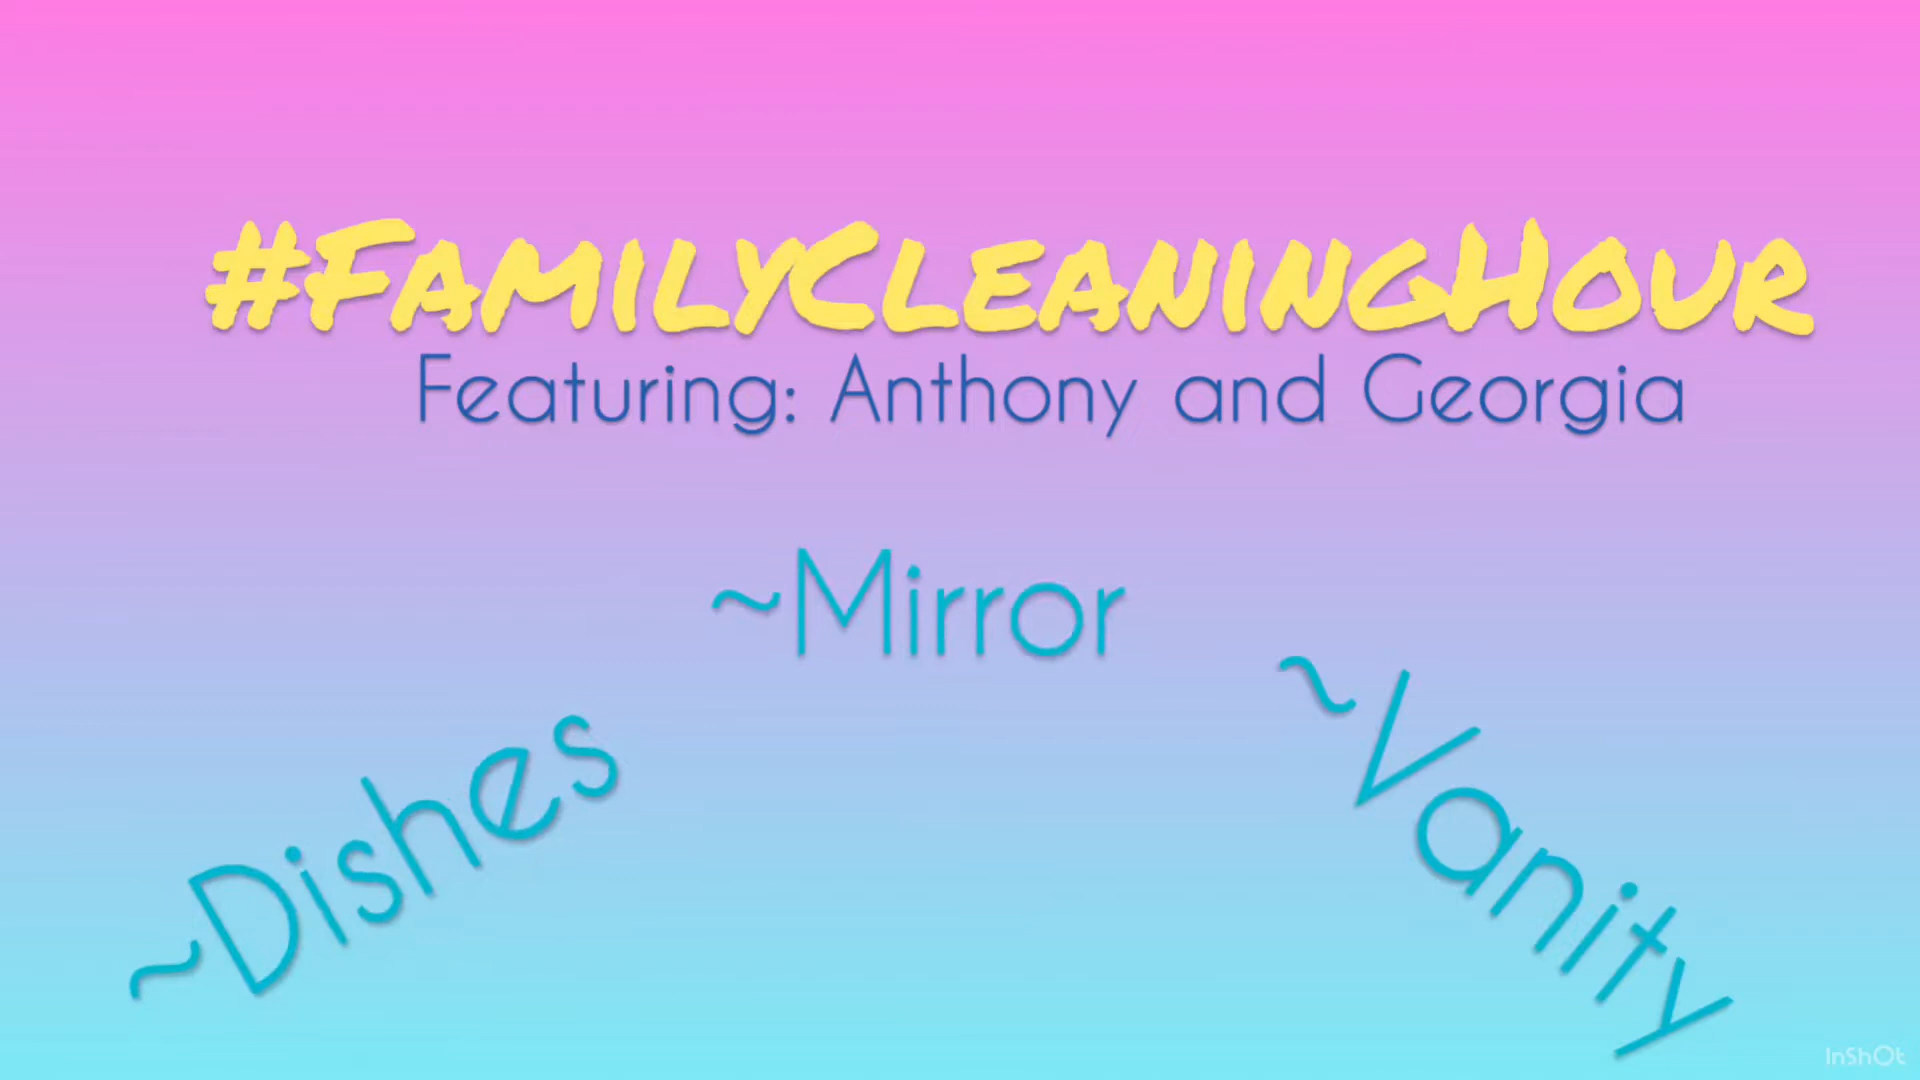 #FamilyCleaningHour
Featuring: Anthony and Georgia
~Mirror
~Dishes
~Vanity
InShOt